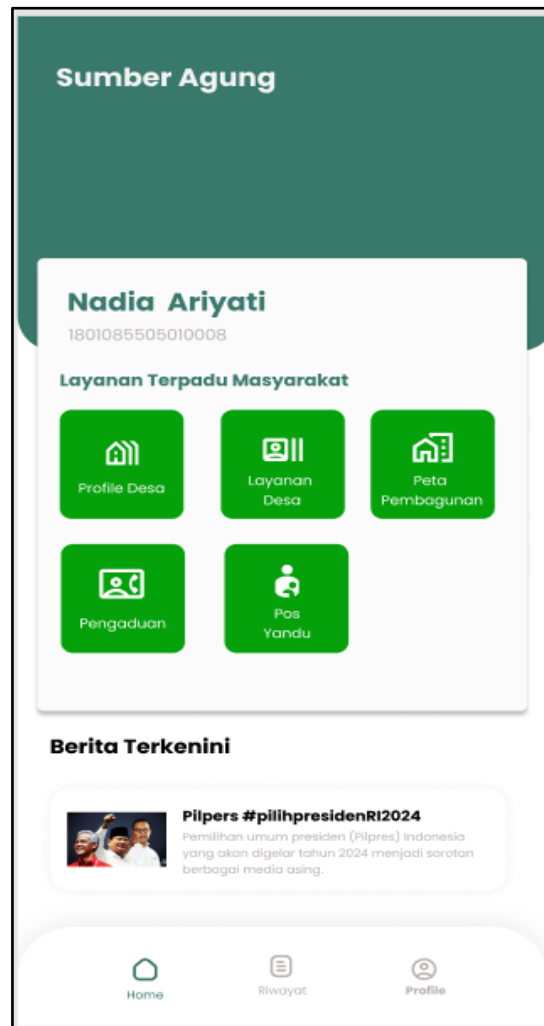 Sumber Agung
Nadia Ariyati
1801085505010008
Layanan Terpadu Masyarakat
Profile Desa
Layanan
Desa
Peta
Pembagunan
Pengaduan
Pos
Yandu
Berita Terkenini
Pilpers #pilihpresidenRI2024
Pemilihan umum presiden (Pilpres) Indonesia
yang akan digelar tahun 2024 menjadi sorotan
berbagai media asing.
Home
Riwayat
Profile